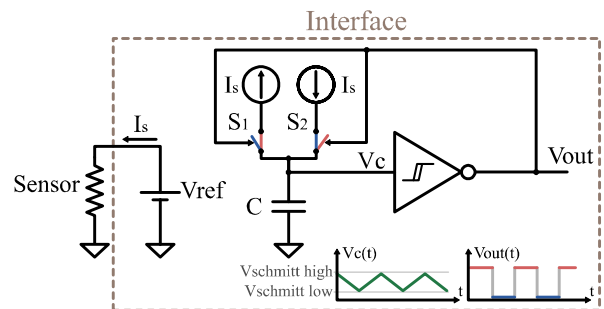 Interface
Is
Is
S1
S2
Is
Vc
Vout
Sensor
Vref
C
Vc(t)
Vout(t)
Vschmitt high
Vschmitt low
t
t